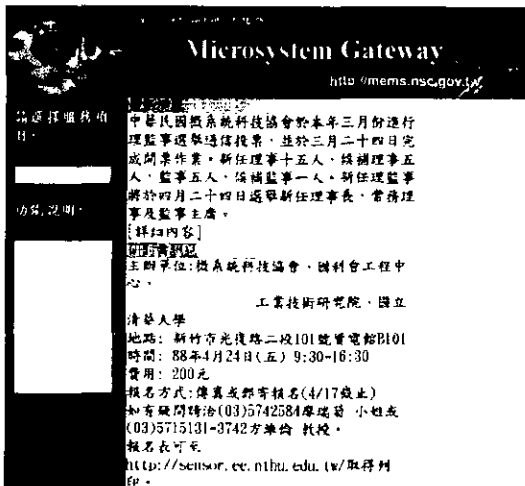 Microsystem Gateway
http://mems.nsc.gov.tw
請選擇服務項
目。
中華民國微系統科技協會於本年三月份進行
理監事選舉通信投票，並於三月二十四日完
成開票作業。新任理事十五人、候補理事五
人、監事五人、候補監事一人。新任理監事
將於四月二十四日選舉新任理事長、常務理
事及監事主席。
功能說明。
[詳細內容]
主辦單位:微系統科技協會、國科會工程中
心、
工業技術研究院、國立
清華大學
地點: 新竹市光復路二段101號資電館B101
時間: 88年4月24日(五) 9:30-16:30
費用: 200元
報名方式:傳真或郵寄報名(4/17截止)
如有疑問請洽(03)5742584廖瑞菊 小姐或
(03)5715131-3742方維倫 教授。
報名表可至
http://sensor.ee.nthu.edu.tw/取得列
印。